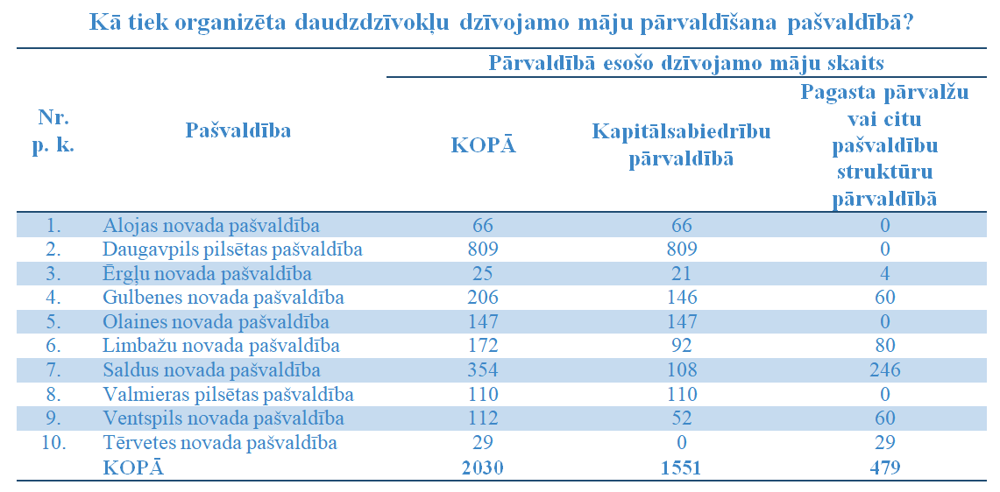 Kā tiek organizēta daudzdzīvokļu dzīvojamo māju pārvaldīšana pašvaldībā?
Nr. p. k. Pašvaldība Pārvaldībā esošo dzīvojamo māju skaits
KOPĀ Kapitālsabiedrību pārvaldībā Pagasta pārvalžu vai citu pašvaldību struktūru pārvaldībā
1. Alojas novada pašvaldība 66 66 0
2. Daugavpils pilsētas pašvaldība 809 809 0
3. Ērgļu novada pašvaldība 25 21 4
4. Gulbenes novada pašvaldība 206 146 60
5. Olaines novada pašvaldība 147 147 0
6. Limbažu novada pašvaldība 172 92 80
7. Saldus novada pašvaldība 354 108 246
8. Valmieras pilsētas pašvaldība 110 110 0
9. Ventspils novada pašvaldība 112 52 60
10. Tērvetes novada pašvaldība 29 0 29
KOPĀ 2030 1551 479